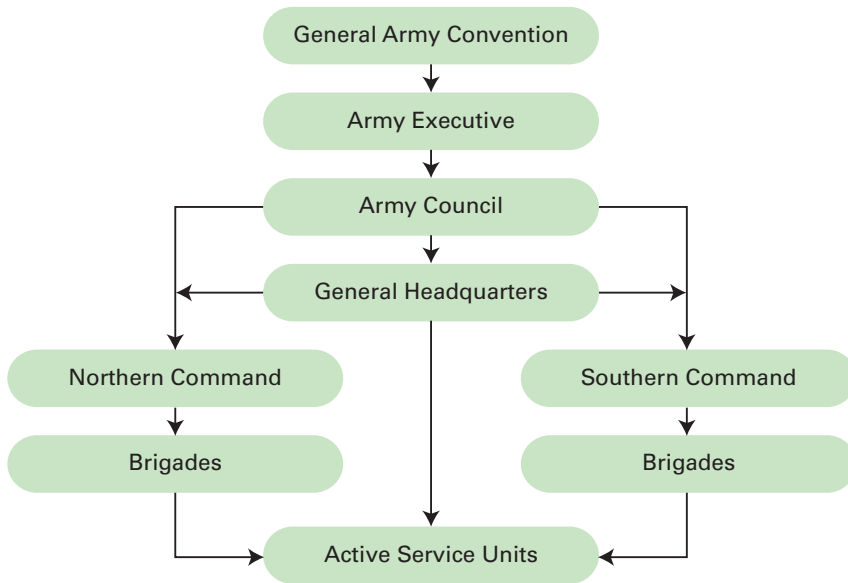 General Army Convention
Army Executive
Army Council
General Headquarters
Northern Command
Southern Command
Brigades
Brigades
Active Service Units